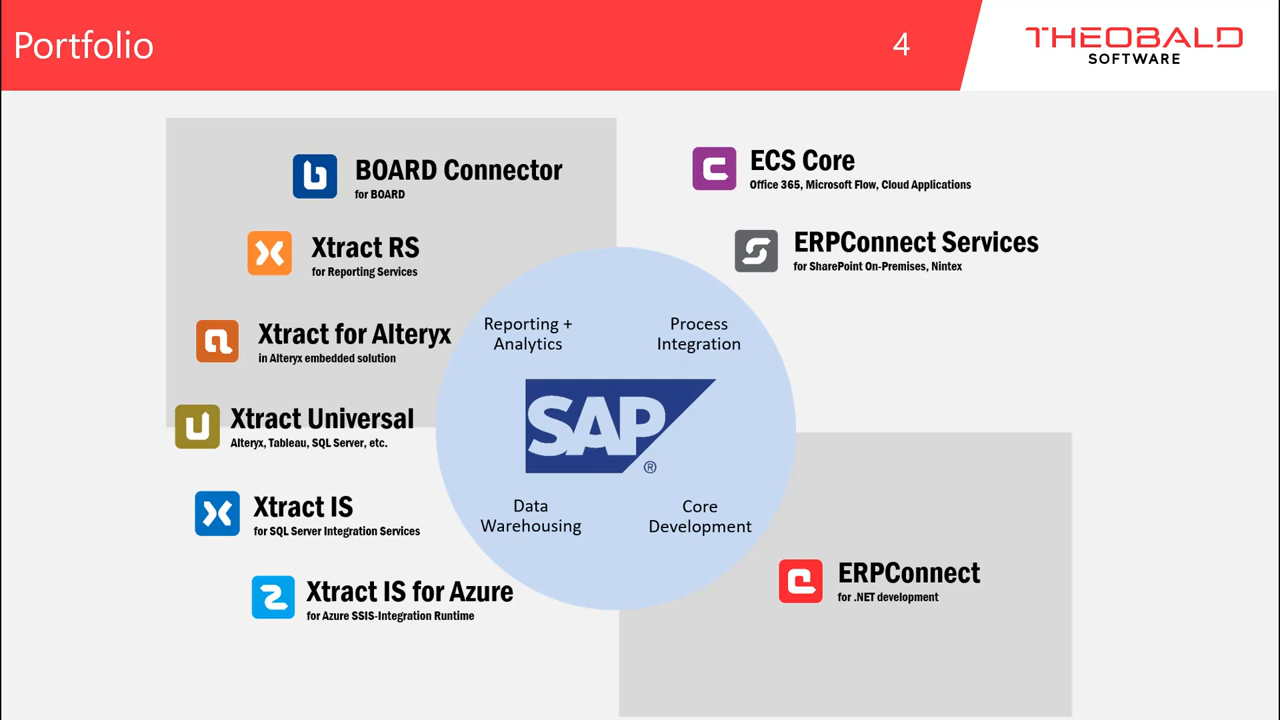 Portfolio
4
THEOBALD
SOFTWARE
BOARD Connector
for BOARD
Xtract RS
for Reporting Services
Xtract for Alteryx
in Alteryx embedded solution
Xtract Universal
Alteryx, Tableau, SQL Server, etc.
Xtract IS
for SQL Server Integration Services
Xtract IS for Azure
for Azure SSIS-Integration Runtime
ECS Core
Office 365, Microsoft Flow, Cloud Applications
ERPConnect Services
for SharePoint On-Premises, Nintex
Reporting +
Analytics
Process
Integration
SAP
®
Data
Warehousing
Core
Development
ERPConnect
for .NET development